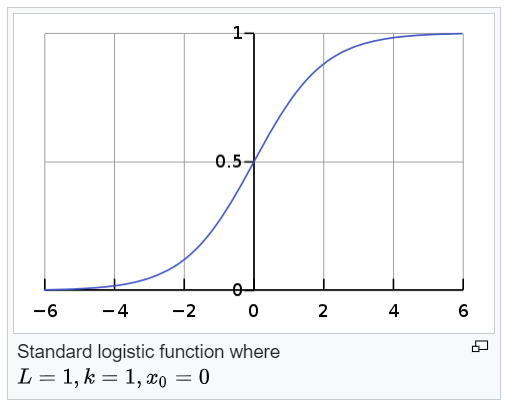 1
0.5
0
−6 −4 −2 0 2 4 6
Standard logistic function where
L = 1, k = 1, x₀ = 0